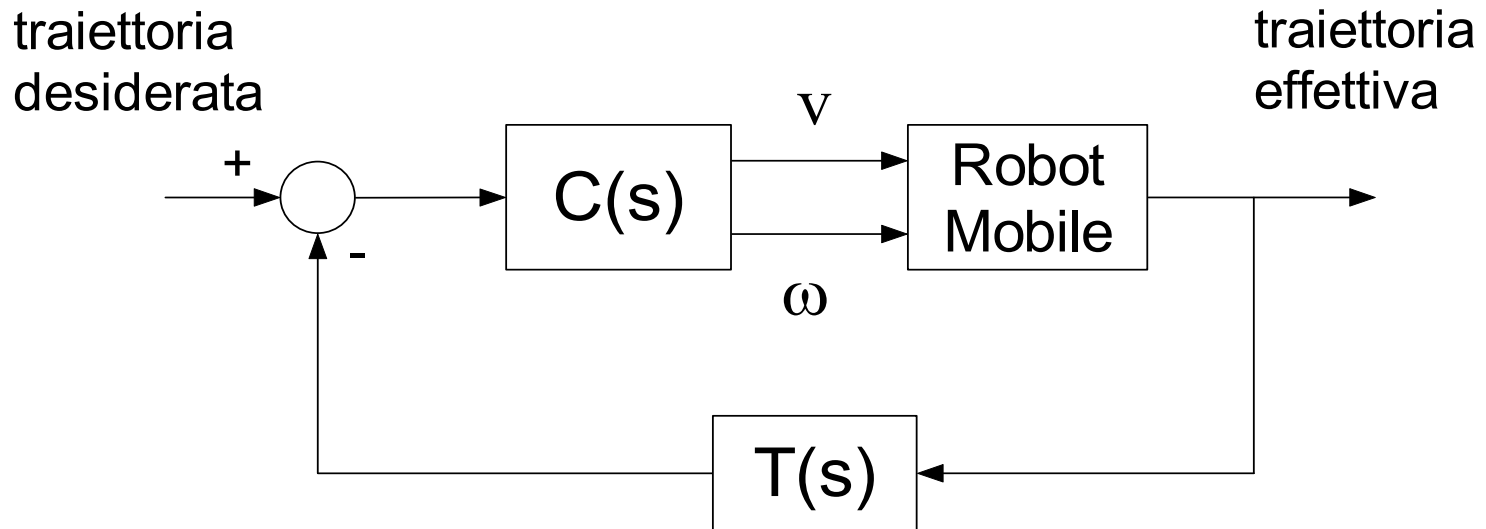 traiettoria
desiderata
traiettoria
effettiva
+
-
C(s)
v
ω
Robot
Mobile
T(s)